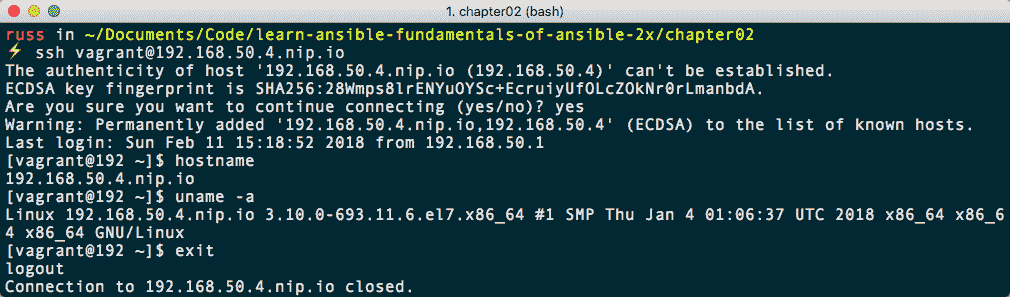 1. chapter02 (bash)
russ in ~/Documents/Code/learn-ansible-fundamentals-of-ansible-2x/chapter02
⚡ ssh vagrant@192.168.50.4.nip.io
The authenticity of host '192.168.50.4.nip.io (192.168.50.4)' can't be established.
ECDSA key fingerprint is SHA256:28Wmps8lrENYuOYSc+EcruiyUfOLcZOkNr0rLmanbdA.
Are you sure you want to continue connecting (yes/no)? yes
Warning: Permanently added '192.168.50.4.nip.io,192.168.50.4' (ECDSA) to the list of known hosts.
Last login: Sun Feb 11 15:18:52 2018 from 192.168.50.1
[vagrant@192 ~]$ hostname
192.168.50.4.nip.io
[vagrant@192 ~]$ uname -a
Linux 192.168.50.4.nip.io 3.10.0-693.11.6.el7.x86_64 #1 SMP Thu Jan 4 01:06:37 UTC 2018 x86_64 x86_6
4 x86_64 GNU/Linux
[vagrant@192 ~]$ exit
logout
Connection to 192.168.50.4.nip.io closed.